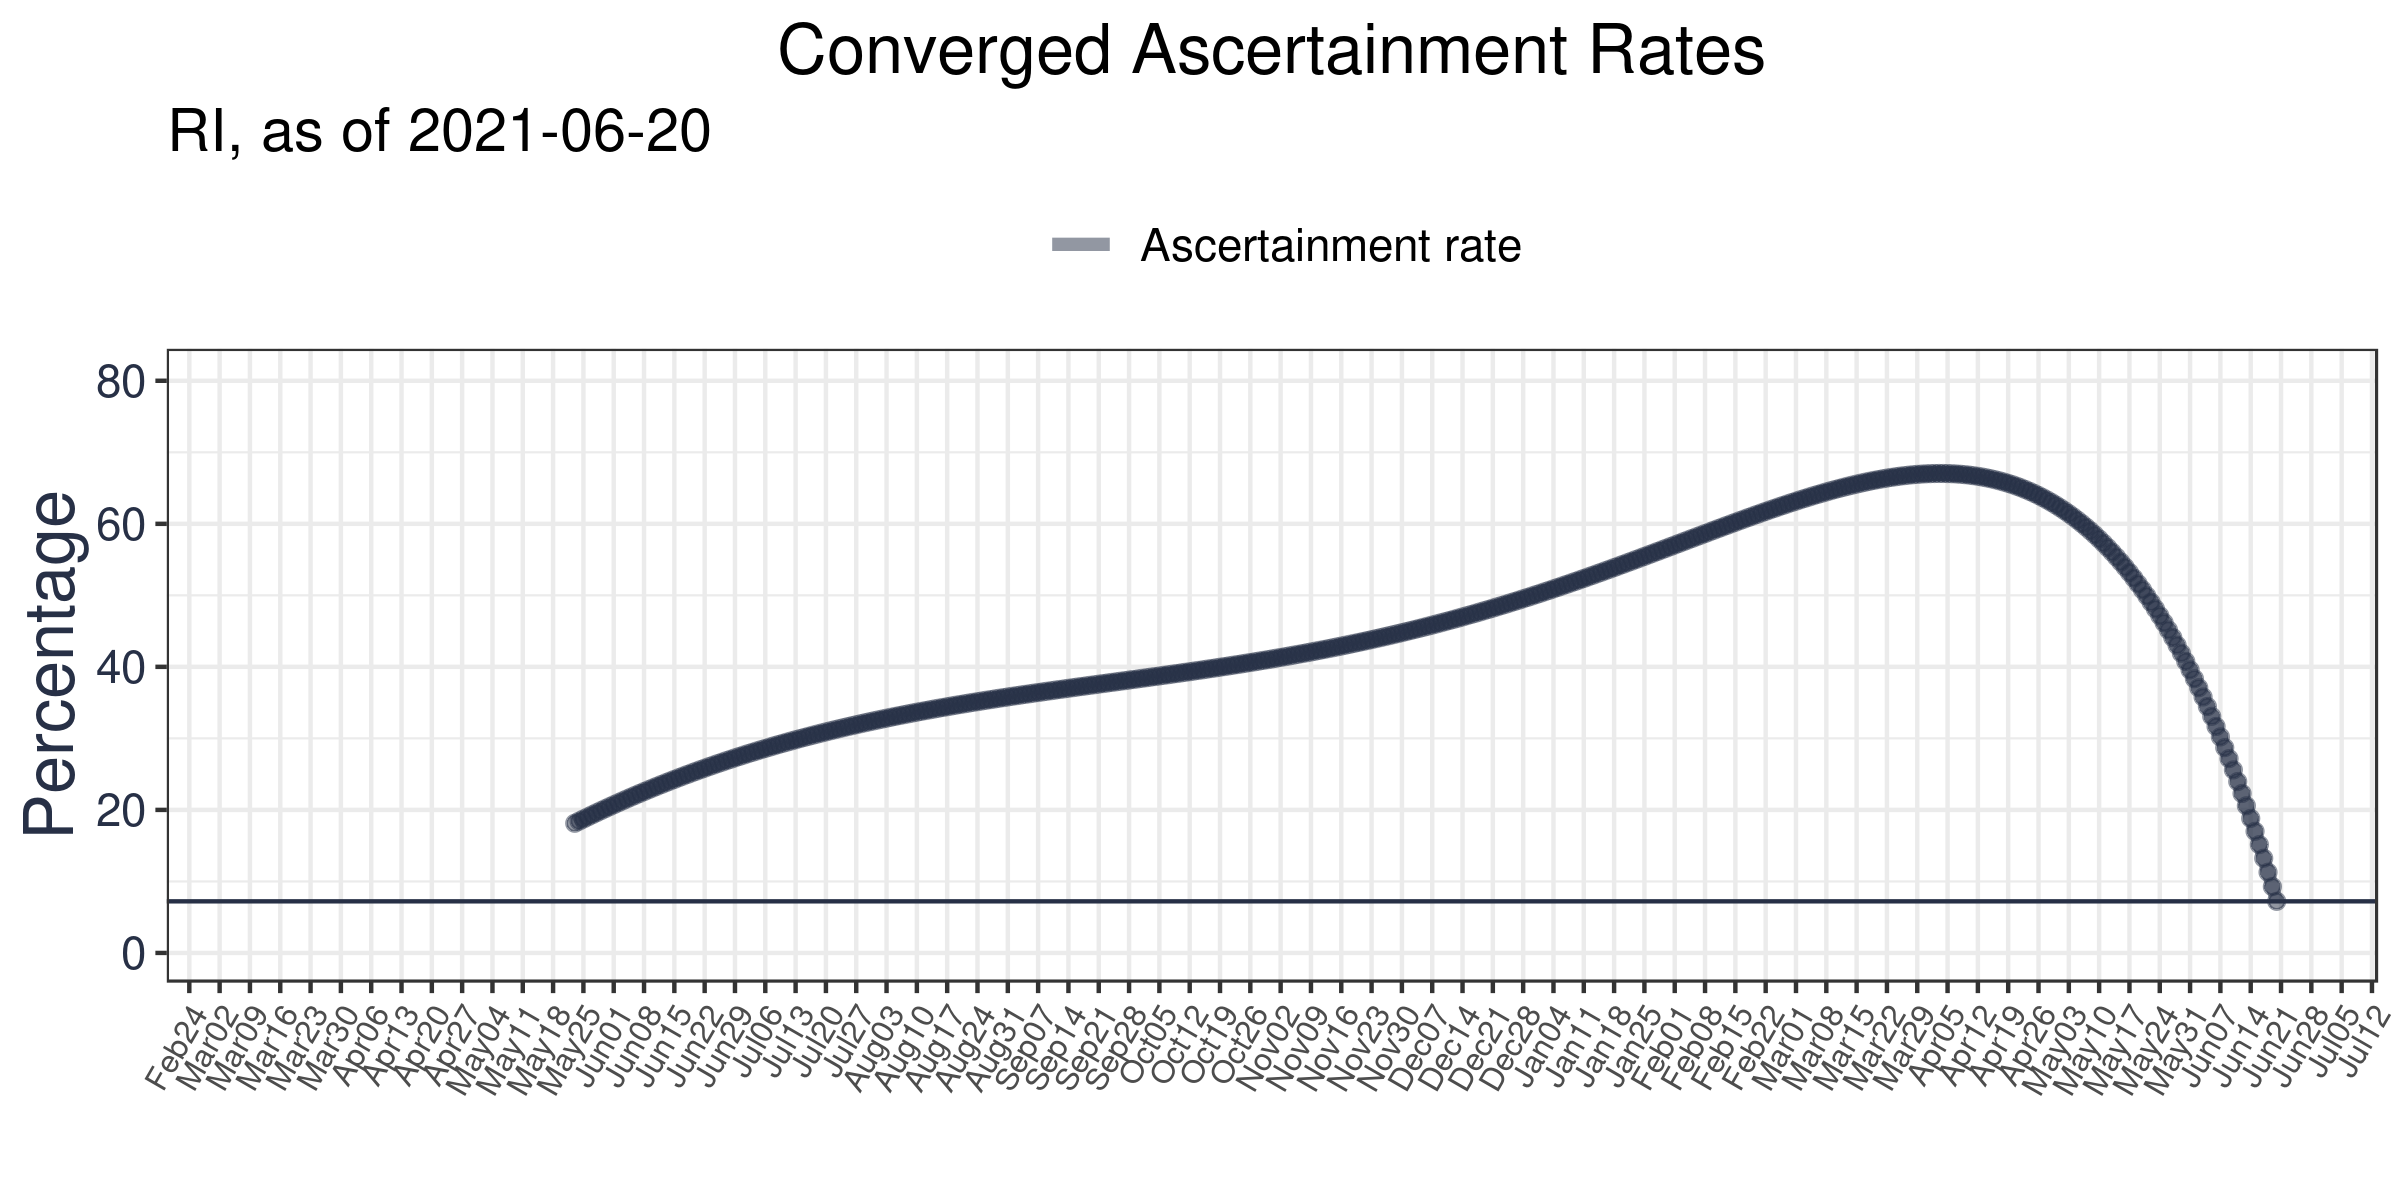 Converged Ascertainment Rates
RI, as of 2021-06-20
Ascertainment rate
Percentage
80
60
40
20
0
Feb24
Mar02
Mar09
Mar16
Mar23
Mar30
Apr06
Apr13
Apr20
Apr27
May04
May11
May18
May25
Jun01
Jun08
Jun15
Jun22
Jun29
Jul06
Jul13
Jul20
Jul27
Aug03
Aug10
Aug17
Aug24
Aug31
Sep07
Sep14
Sep21
Sep28
Oct05
Oct12
Oct19
Oct26
Nov02
Nov09
Nov16
Nov23
Nov30
Dec07
Dec14
Dec21
Dec28
Jan04
Jan11
Jan18
Jan25
Feb01
Feb08
Feb15
Feb22
Mar01
Mar08
Mar15
Mar22
Mar29
Apr05
Apr12
Apr19
Apr26
May03
May10
May17
May24
May31
Jun07
Jun14
Jun21
Jun28
Jul05
Jul12